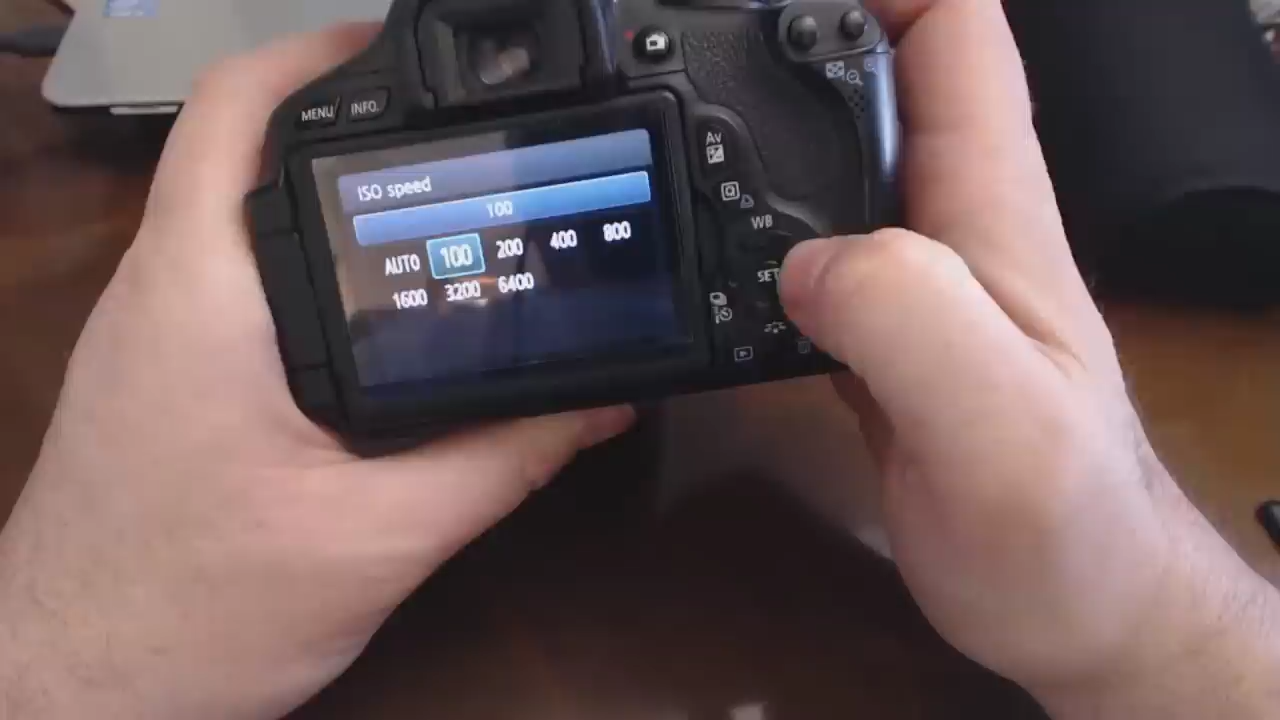 MENU INFO.
ISO speed
100
AUTO 100 200 400 800
1600 3200 6400
Av
Q
WB
SET